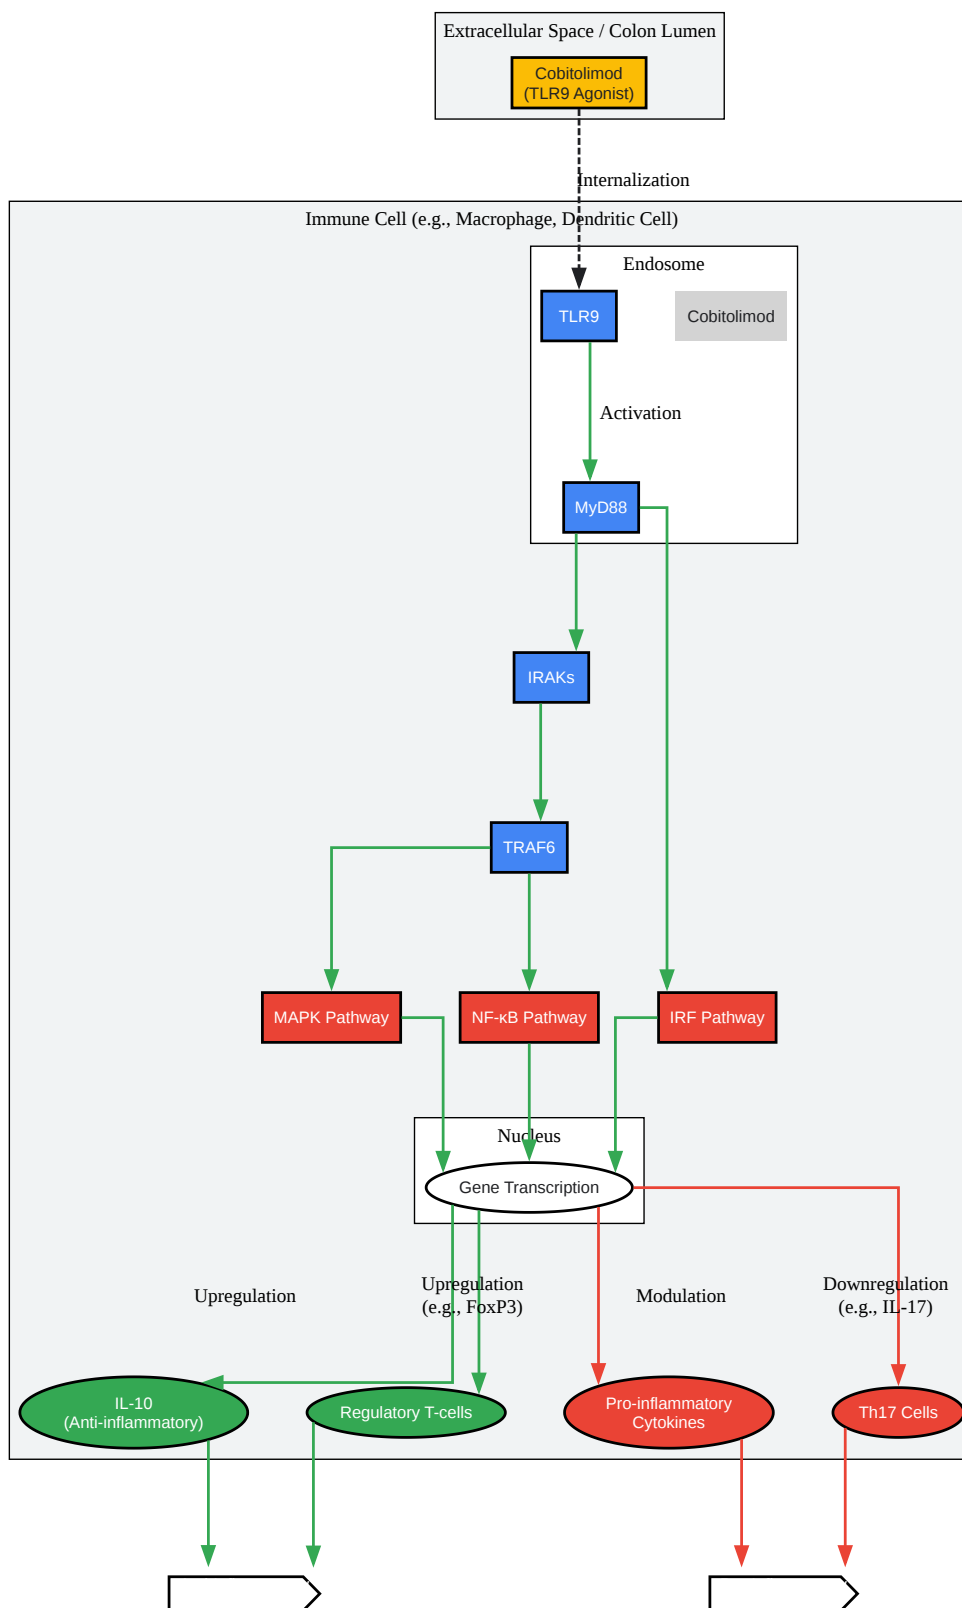 Extracellular Space / Colon Lumen
Cobitolimod
(TLR9 Agonist)
Internalization
Immune Cell (e.g., Macrophage, Dendritic Cell)
Endosome
TLR9
Cobitolimod
Activation
MyD88
IRAKs
TRAF6
MAPK Pathway
NF-κB Pathway
IRF Pathway
Nucleus
Gene Transcription
Upregulation
Upregulation
(e.g., FoxP3)
Modulation
Downregulation
(e.g., IL-17)
IL-10
(Anti-inflammatory)
Regulatory T-cells
Pro-inflammatory
Cytokines
Th17 Cells